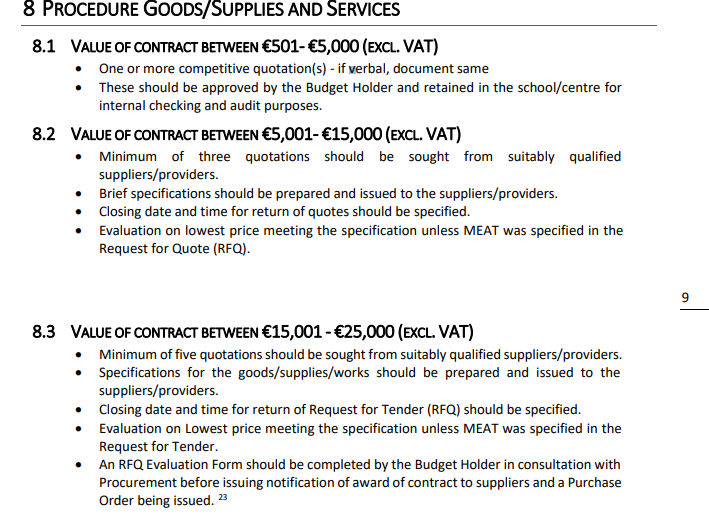 8 PROCEDURE GOODS/SUPPLIES AND SERVICES
8.1 VALUE OF CONTRACT BETWEEN €501- €5,000 (EXCL. VAT)
• One or more competitive quotation(s) - if verbal, document same
• These should be approved by the Budget Holder and retained in the school/centre for
internal checking and audit purposes.
8.2 VALUE OF CONTRACT BETWEEN €5,001- €15,000 (EXCL. VAT)
• Minimum of three quotations should be sought from suitably qualified
suppliers/providers.
• Brief specifications should be prepared and issued to the suppliers/providers.
• Closing date and time for return of quotes should be specified.
• Evaluation on lowest price meeting the specification unless MEAT was specified in the
Request for Quote (RFQ).
9
8.3 VALUE OF CONTRACT BETWEEN €15,001 - €25,000 (EXCL. VAT)
• Minimum of five quotations should be sought from suitably qualified suppliers/providers.
• Specifications for the goods/supplies/works should be prepared and issued to the
suppliers/providers.
• Closing date and time for return of Request for Tender (RFQ) should be specified.
• Evaluation on Lowest price meeting the specification unless MEAT was specified in the
Request for Tender.
• An RFQ Evaluation Form should be completed by the Budget Holder in consultation with
Procurement before issuing notification of award of contract to suppliers and a Purchase
Order being issued. 23